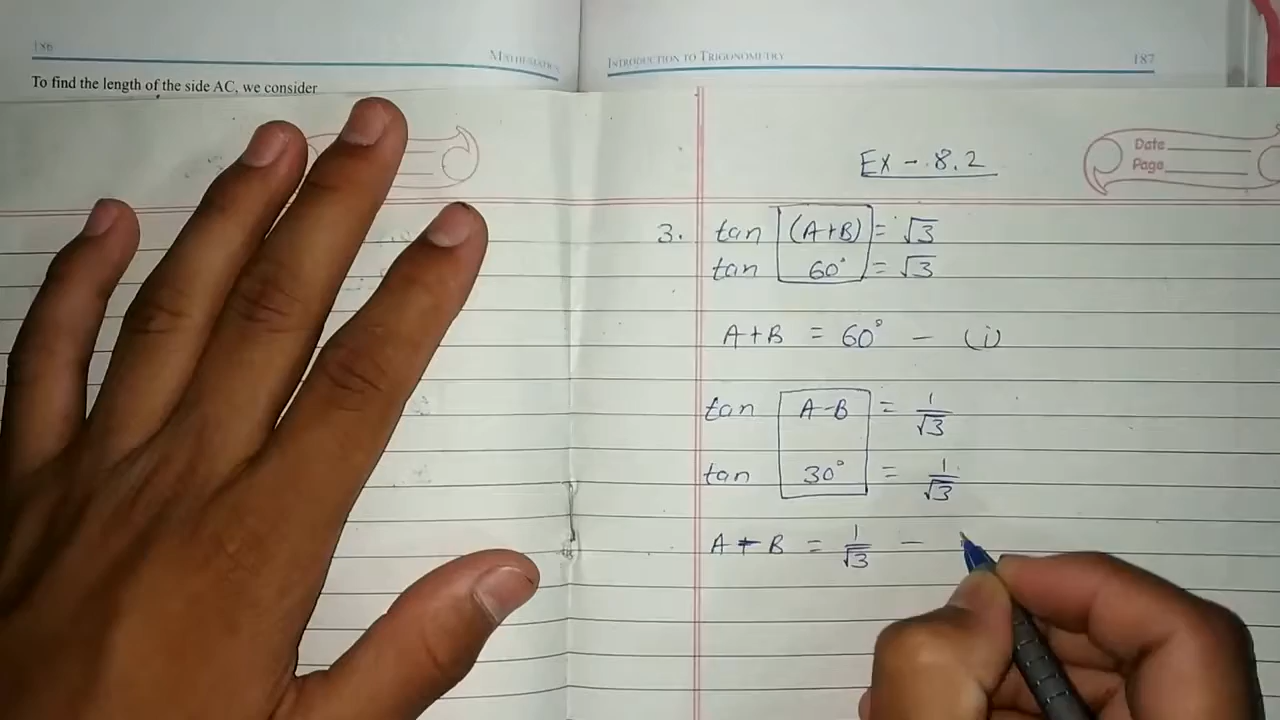 186 MATHEMATICS
INTRODUCTION TO TRIGONOMETRY 187
To find the length of the side AC, we consider
Date
Page
Ex - 8.2
3. tan (A+B) = √3
tan 60° = √3
A+B = 60° - (i)
tan A-B = 1/√3
tan 30° = 1/√3
A-B = 1/√3 -